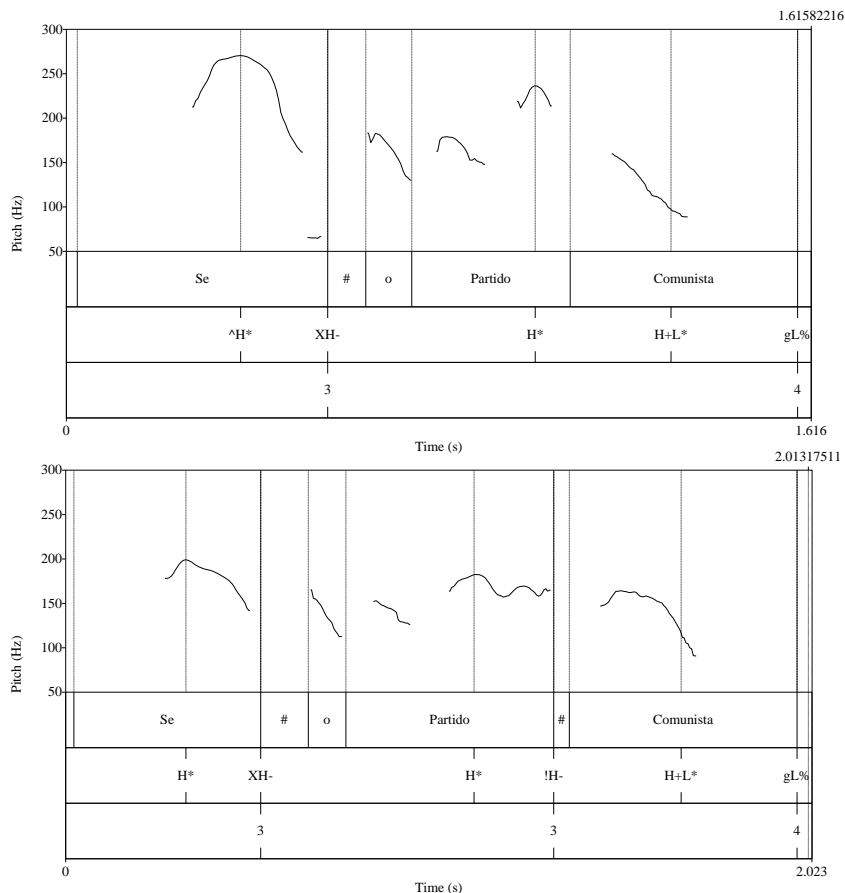 1.61582216
300
250
200
150
100
50
Pitch (Hz)
Se # o Partido Comunista
^H* XH- H* H+L* gL%
3 4
0 1.616
Time (s)
2.01317511
300
250
200
150
100
50
Pitch (Hz)
Se # o Partido # Comunista
H* XH- H* !H- H+L* gL%
3 3 4
0 2.023
Time (s)